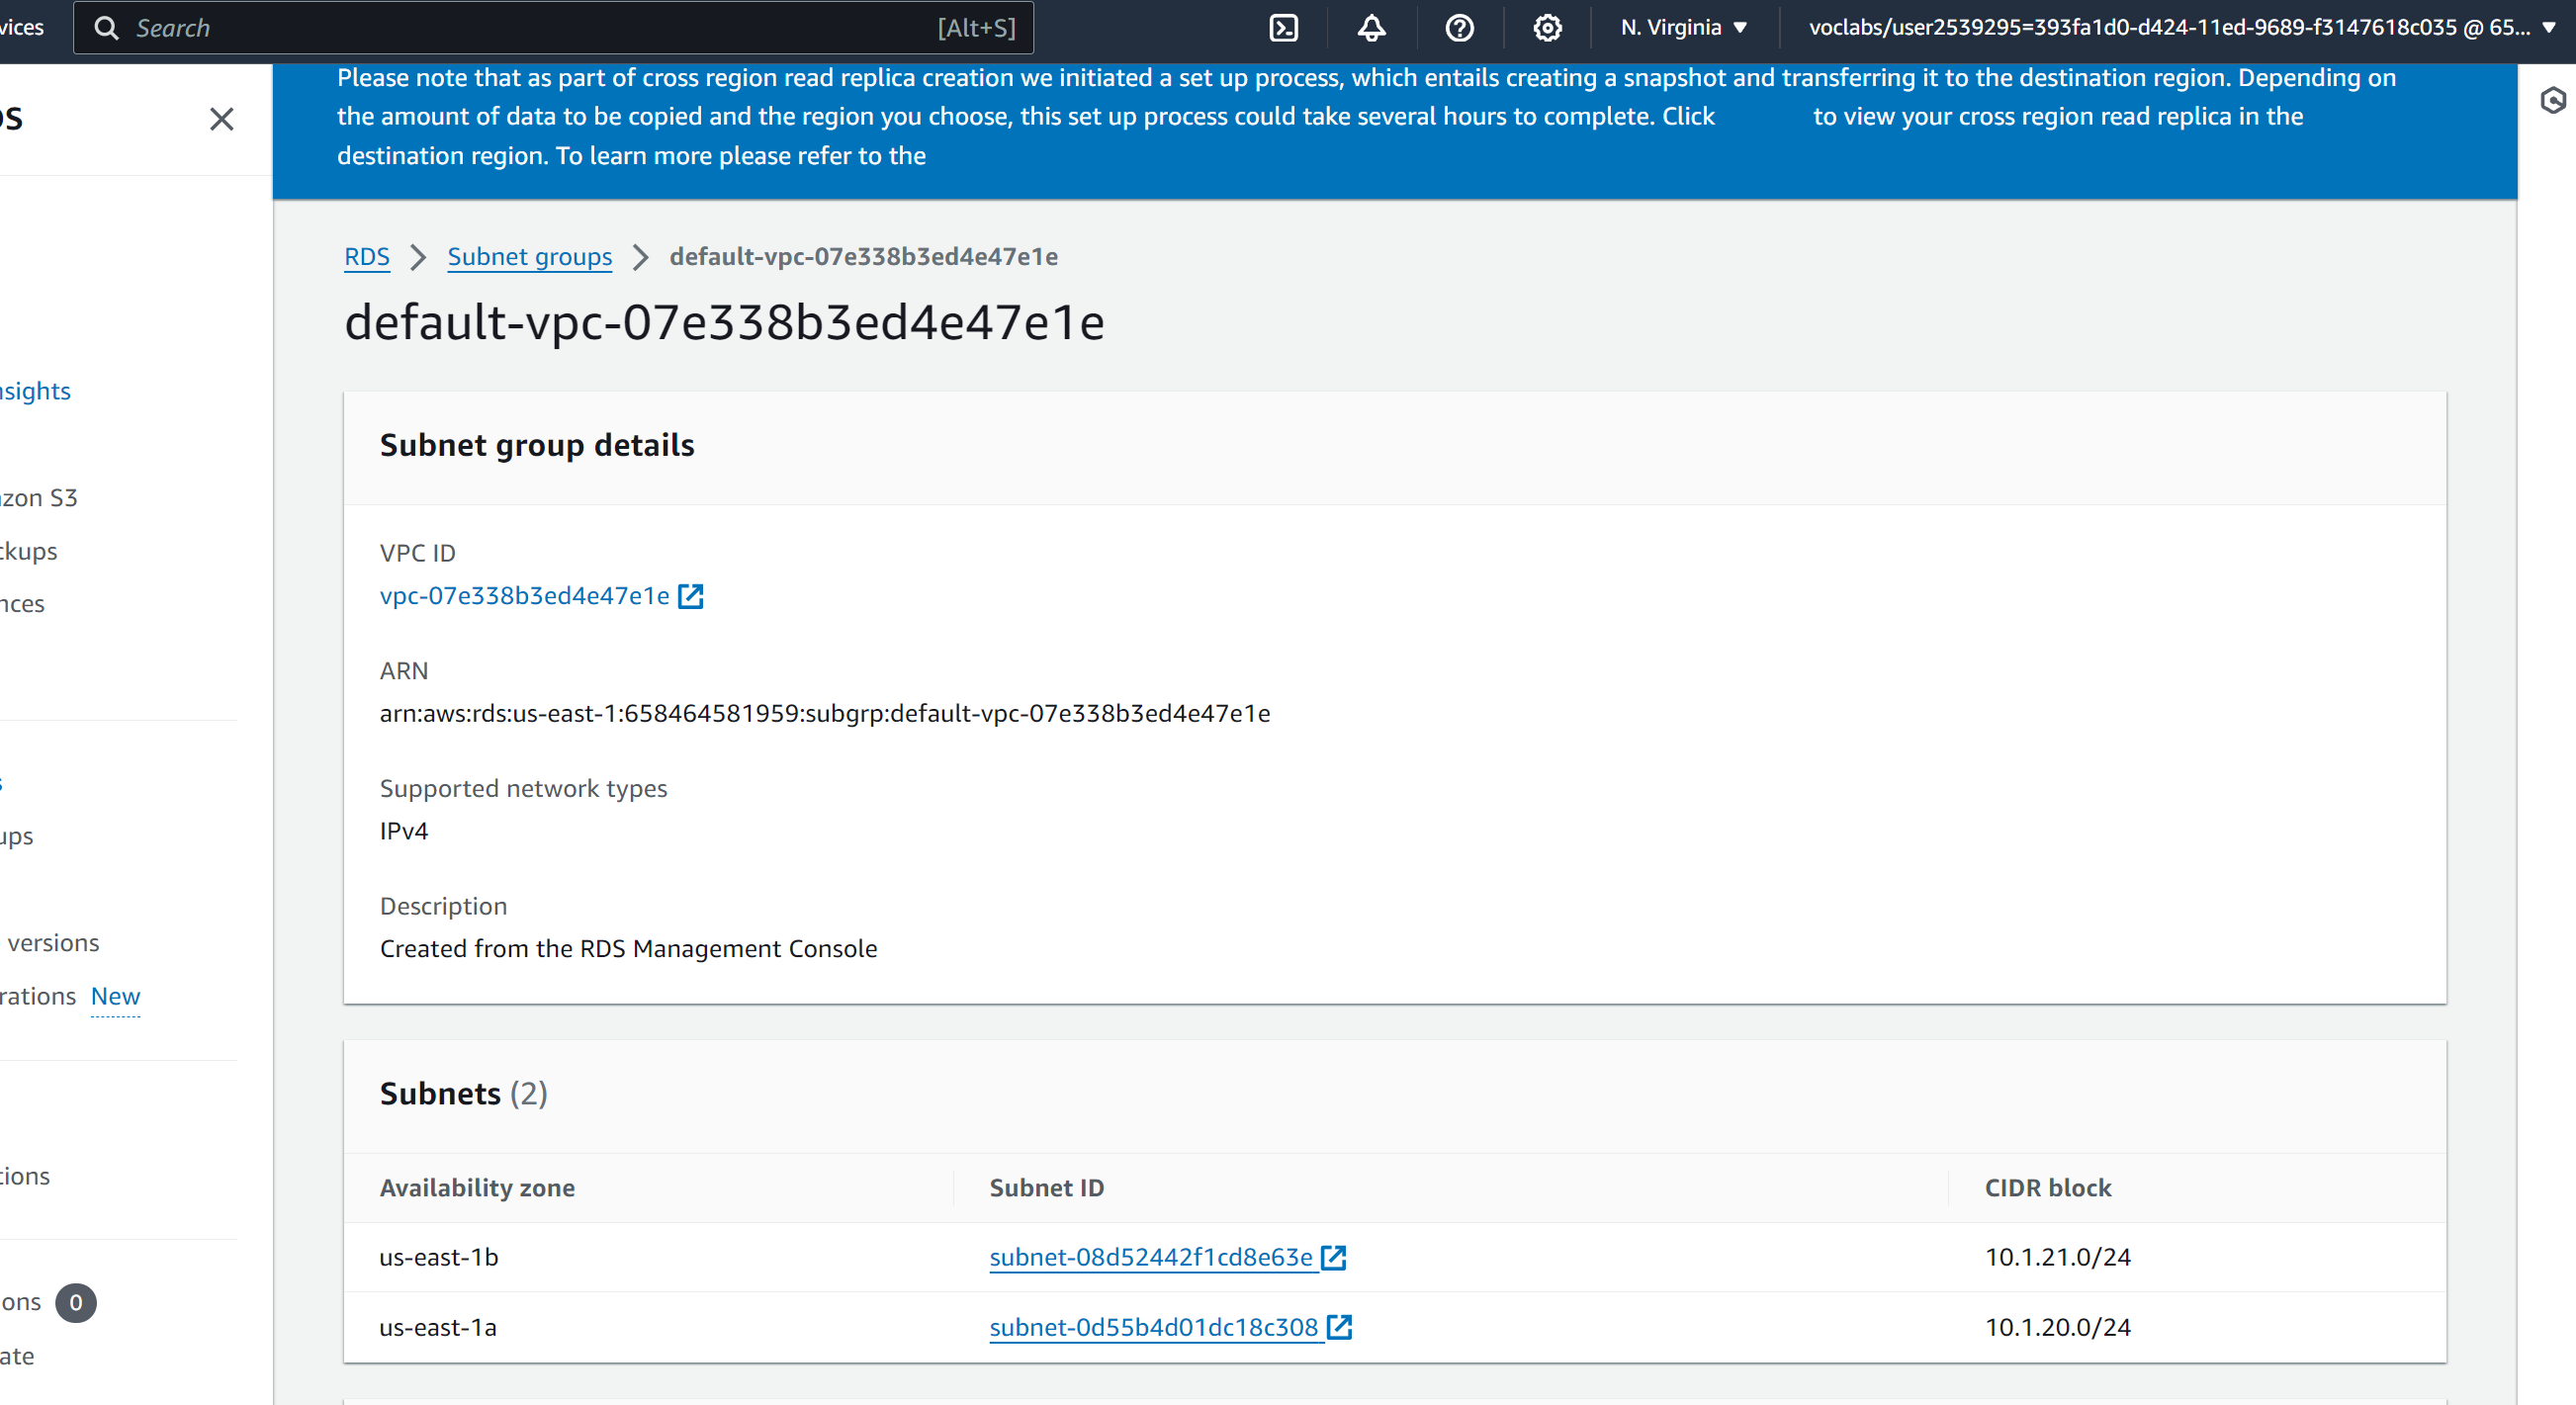 vices
Search [Alt+S]
N. Virginia
voclabs/user2539295=393fa1d0-d424-11ed-9689-f3147618c035 @ 65...
Please note that as part of cross region read replica creation we initiated a set up process, which entails creating a snapshot and transferring it to the destination region. Depending on
the amount of data to be copied and the region you choose, this set up process could take several hours to complete. Click to view your cross region read replica in the
destination region. To learn more please refer to the
nsights
zon S3
ckups
nces
s
ups
versions
rations New
tions
ons 0
ate
RDS > Subnet groups > default-vpc-07e338b3ed4e47e1e
default-vpc-07e338b3ed4e47e1e
Subnet group details
VPC ID
vpc-07e338b3ed4e47e1e
ARN
arn:aws:rds:us-east-1:658464581959:subgrp:default-vpc-07e338b3ed4e47e1e
Supported network types
IPv4
Description
Created from the RDS Management Console
Subnets (2)
Availability zone Subnet ID CIDR block
us-east-1b subnet-08d52442f1cd8e63e 10.1.21.0/24
us-east-1a subnet-0d55b4d01dc18c308 10.1.20.0/24